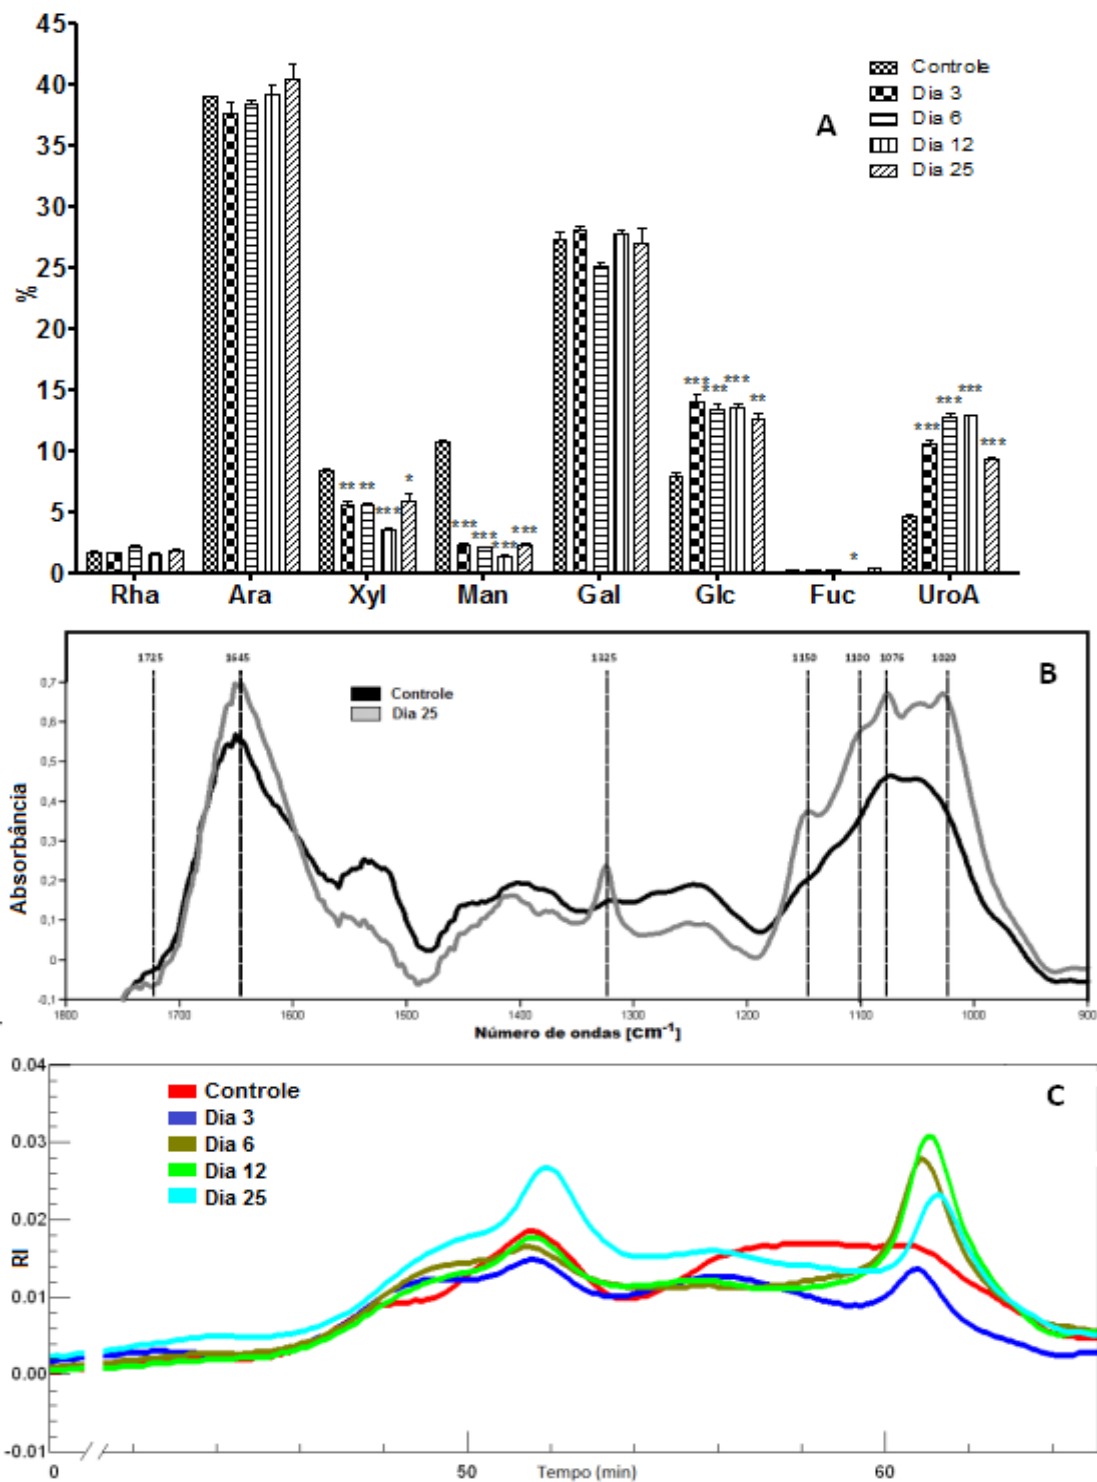 45
40
35
30
25
20
15
10
5
0
%
Controle
Dia 3
Dia 6
Dia 12
Dia 25
A
** ** *** *
*** *** *** ***
*** *** *** **
*
*** *** *** ***
Rha Ara Xyl Man Gal Glc Fuc UroA
1725 1645 1325 1150 1100 1076 1020
B
Controle
Dia 25
0,7
0,6
0,5
0,4
0,3
0,2
0,1
0
-0,1
Absorbância
1800 1700 1600 1500 1400 1300 1200 1100 1000 900
Número de ondas [cm-1]
0.04
0.03
0.02
0.01
0.00
-0.01
RI
Controle
Dia 3
Dia 6
Dia 12
Dia 25
C
0 50 60
Tempo (min)